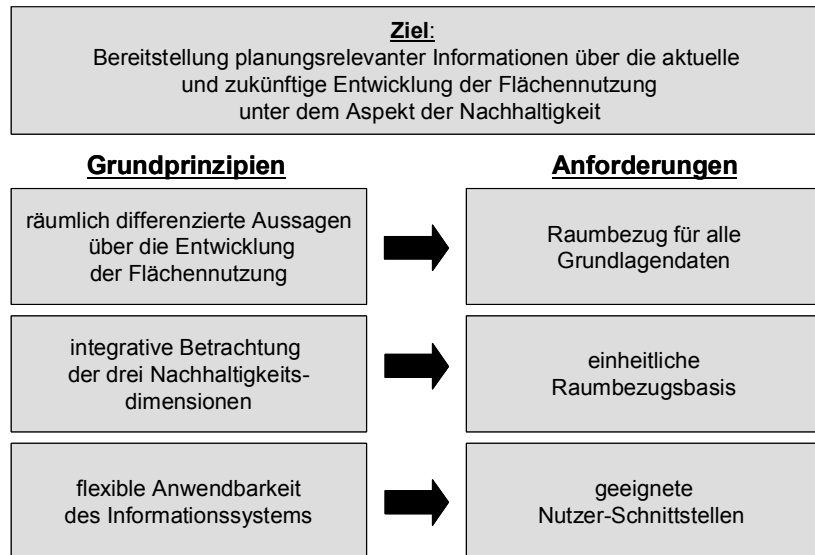 Ziel:
Bereitstellung planungsrelevanter Informationen über die aktuelle
und zukünftige Entwicklung der Flächennutzung
unter dem Aspekt der Nachhaltigkeit
Grundprinzipien
Anforderungen
räumlich differenzierte Aussagen
über die Entwicklung
der Flächennutzung
Raumbezug für alle
Grundlagendaten
integrative Betrachtung
der drei Nachhaltigkeits-
dimensionen
einheitliche
Raumbezugsbasis
flexible Anwendbarkeit
des Informationssystems
geeignete
Nutzer-Schnittstellen